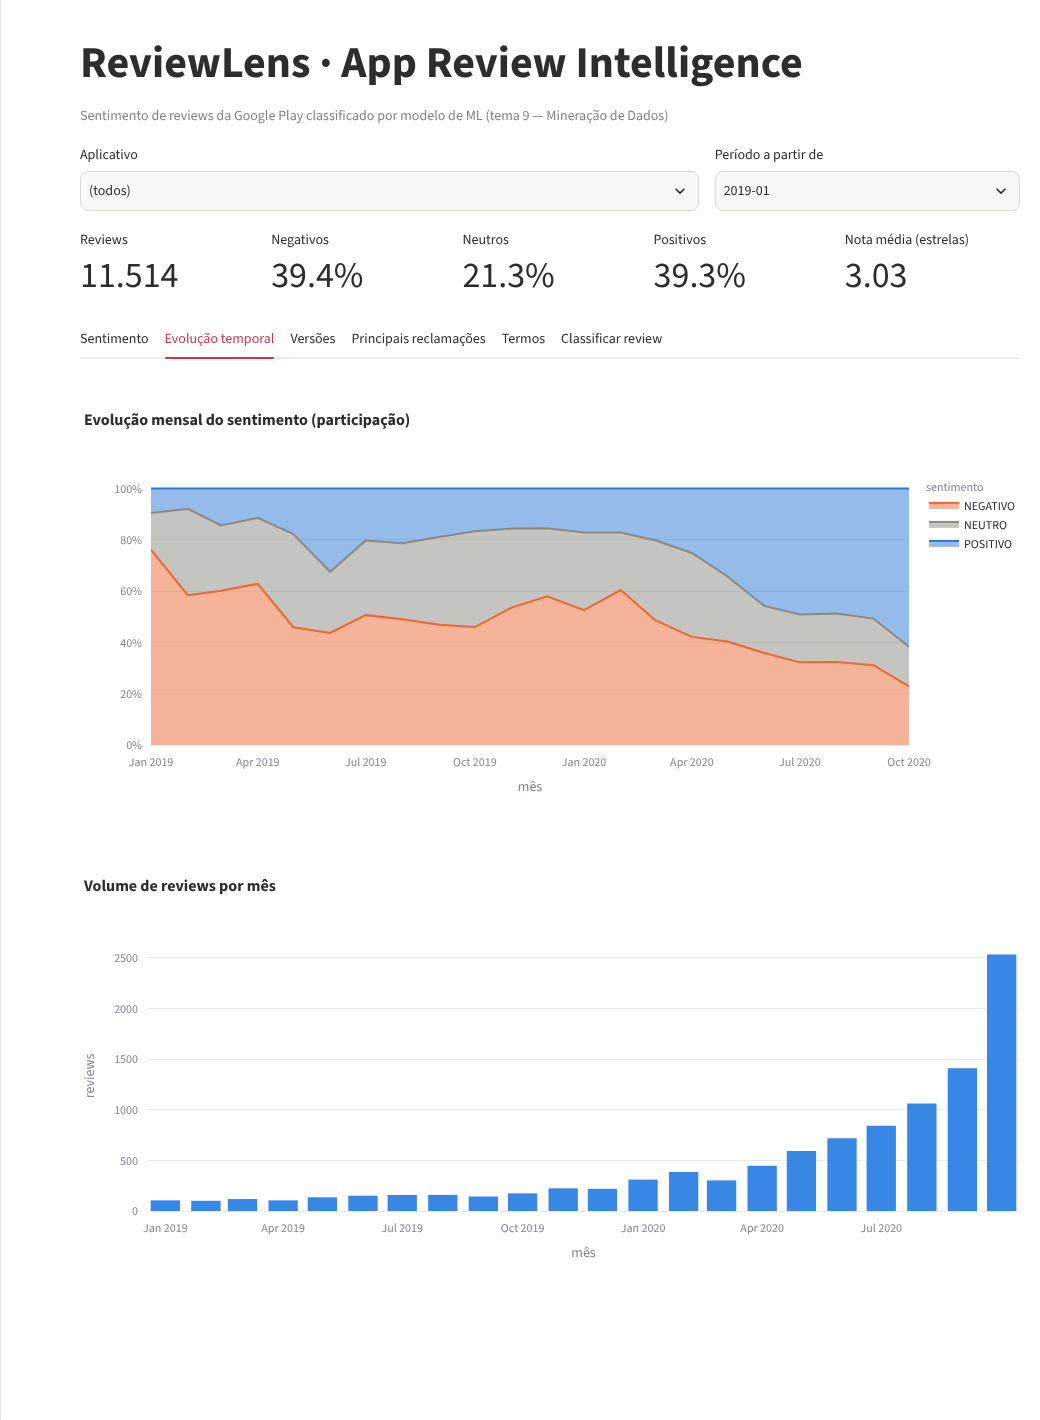 ReviewLens · App Review Intelligence
Sentimento de reviews da Google Play classificado por modelo de ML (tema 9 — Mineração de Dados)
Aplicativo
Período a partir de
(todos)
2019-01
Reviews
Negativos
Neutros
Positivos
Nota média (estrelas)
11.514
39.4%
21.3%
39.3%
3.03
Sentimento
Evolução temporal
Versões
Principais reclamações
Termos
Classificar review
Evolução mensal do sentimento (participação)
100%
80%
60%
40%
20%
0%
Jan 2019
Apr 2019
Jul 2019
Oct 2019
Jan 2020
Apr 2020
Jul 2020
Oct 2020
mês
sentimento
NEGATIVO
NEUTRO
POSITIVO
Volume de reviews por mês
2500
2000
1500
1000
500
0
reviews
Jan 2019
Apr 2019
Jul 2019
Oct 2019
Jan 2020
Apr 2020
Jul 2020
mês